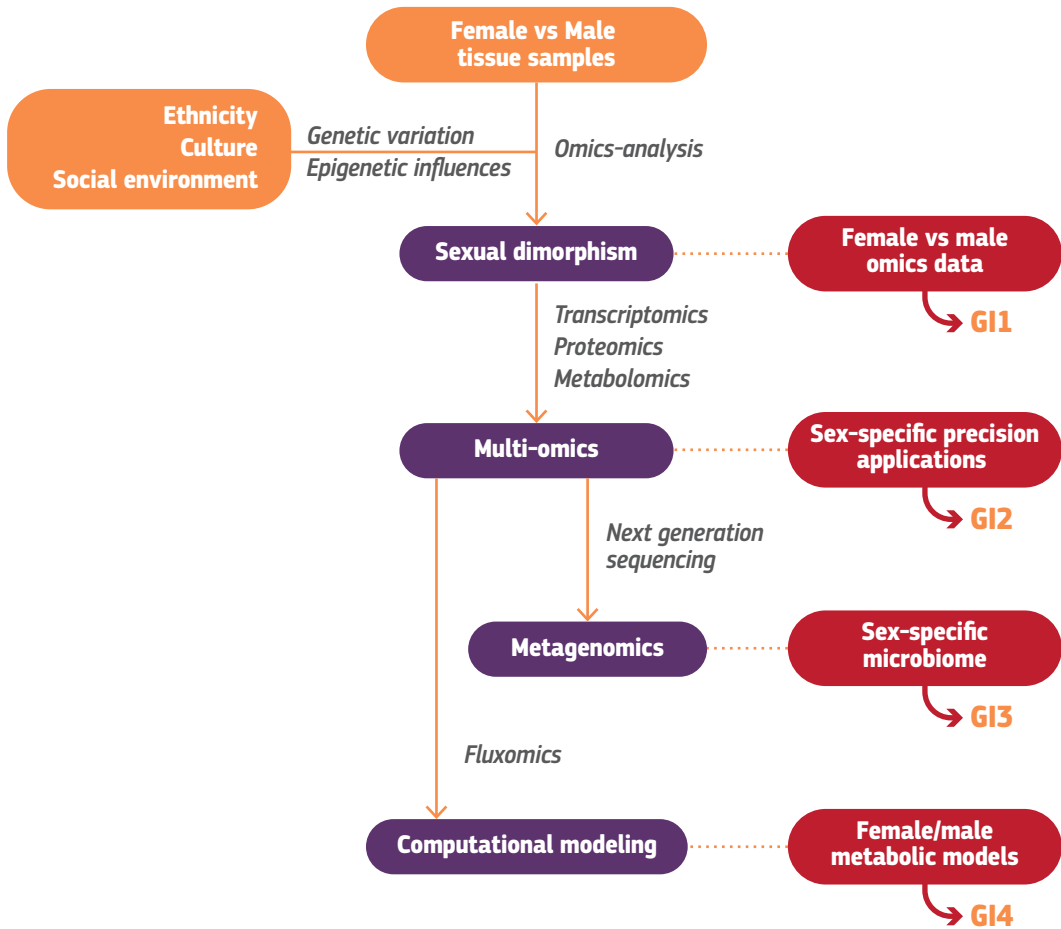 Female vs Male
tissue samples
Ethnicity
Culture
Social environment
Genetic variation
Epigenetic influences
Omics-analysis
Sexual dimorphism
Female vs male
omics data
GI1
Transcriptomics
Proteomics
Metabolomics
Multi-omics
Sex-specific precision
applications
GI2
Next generation
sequencing
Metagenomics
Sex-specific
microbiome
GI3
Fluxomics
Computational modeling
Female/male
metabolic models
GI4